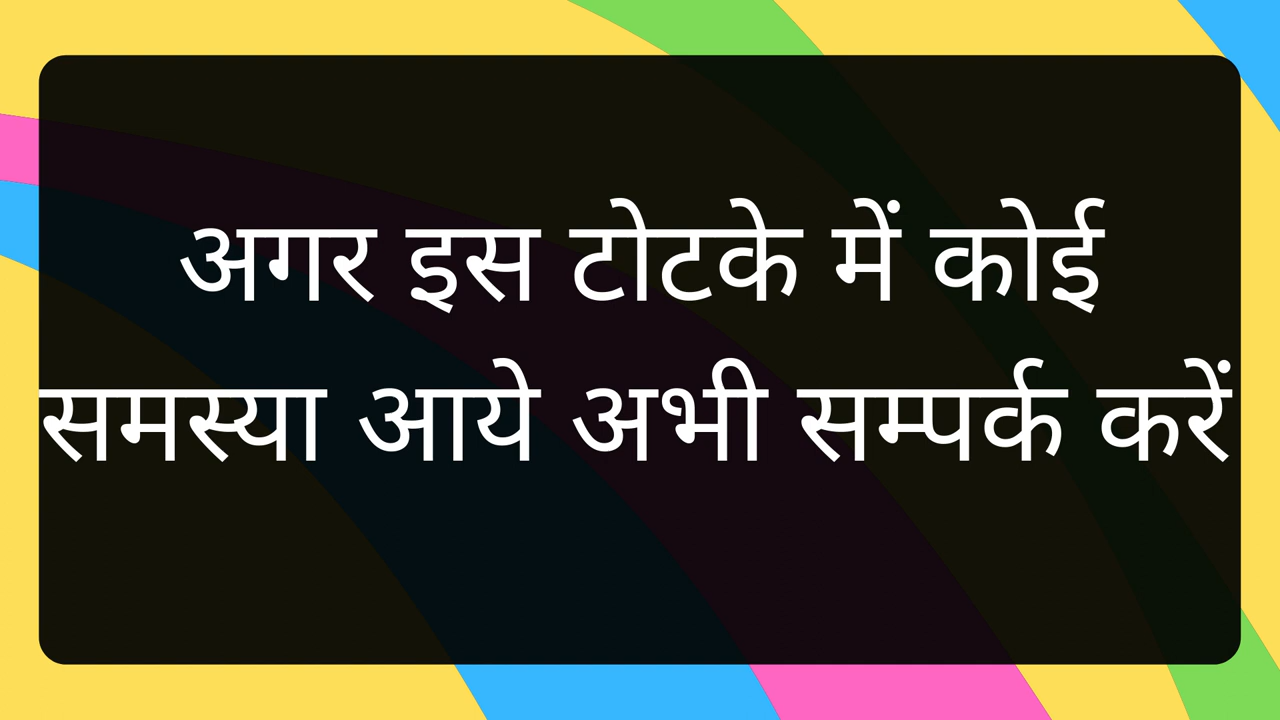 अगर इस टोटके में कोई
समस्या आये अभी सम्पर्क करें